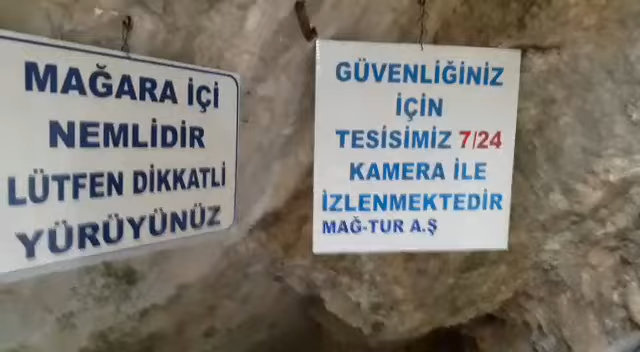 MAĞARA İÇİ
NEMLİDİR
LÜTFEN DİKKATLİ
YÜRÜYÜNÜZ
GÜVENLİĞİNİZ
İÇİN
TESİSİMİZ 7/24
KAMERA İLE
İZLENMEKTEDİR
MAĞ-TUR A.Ş